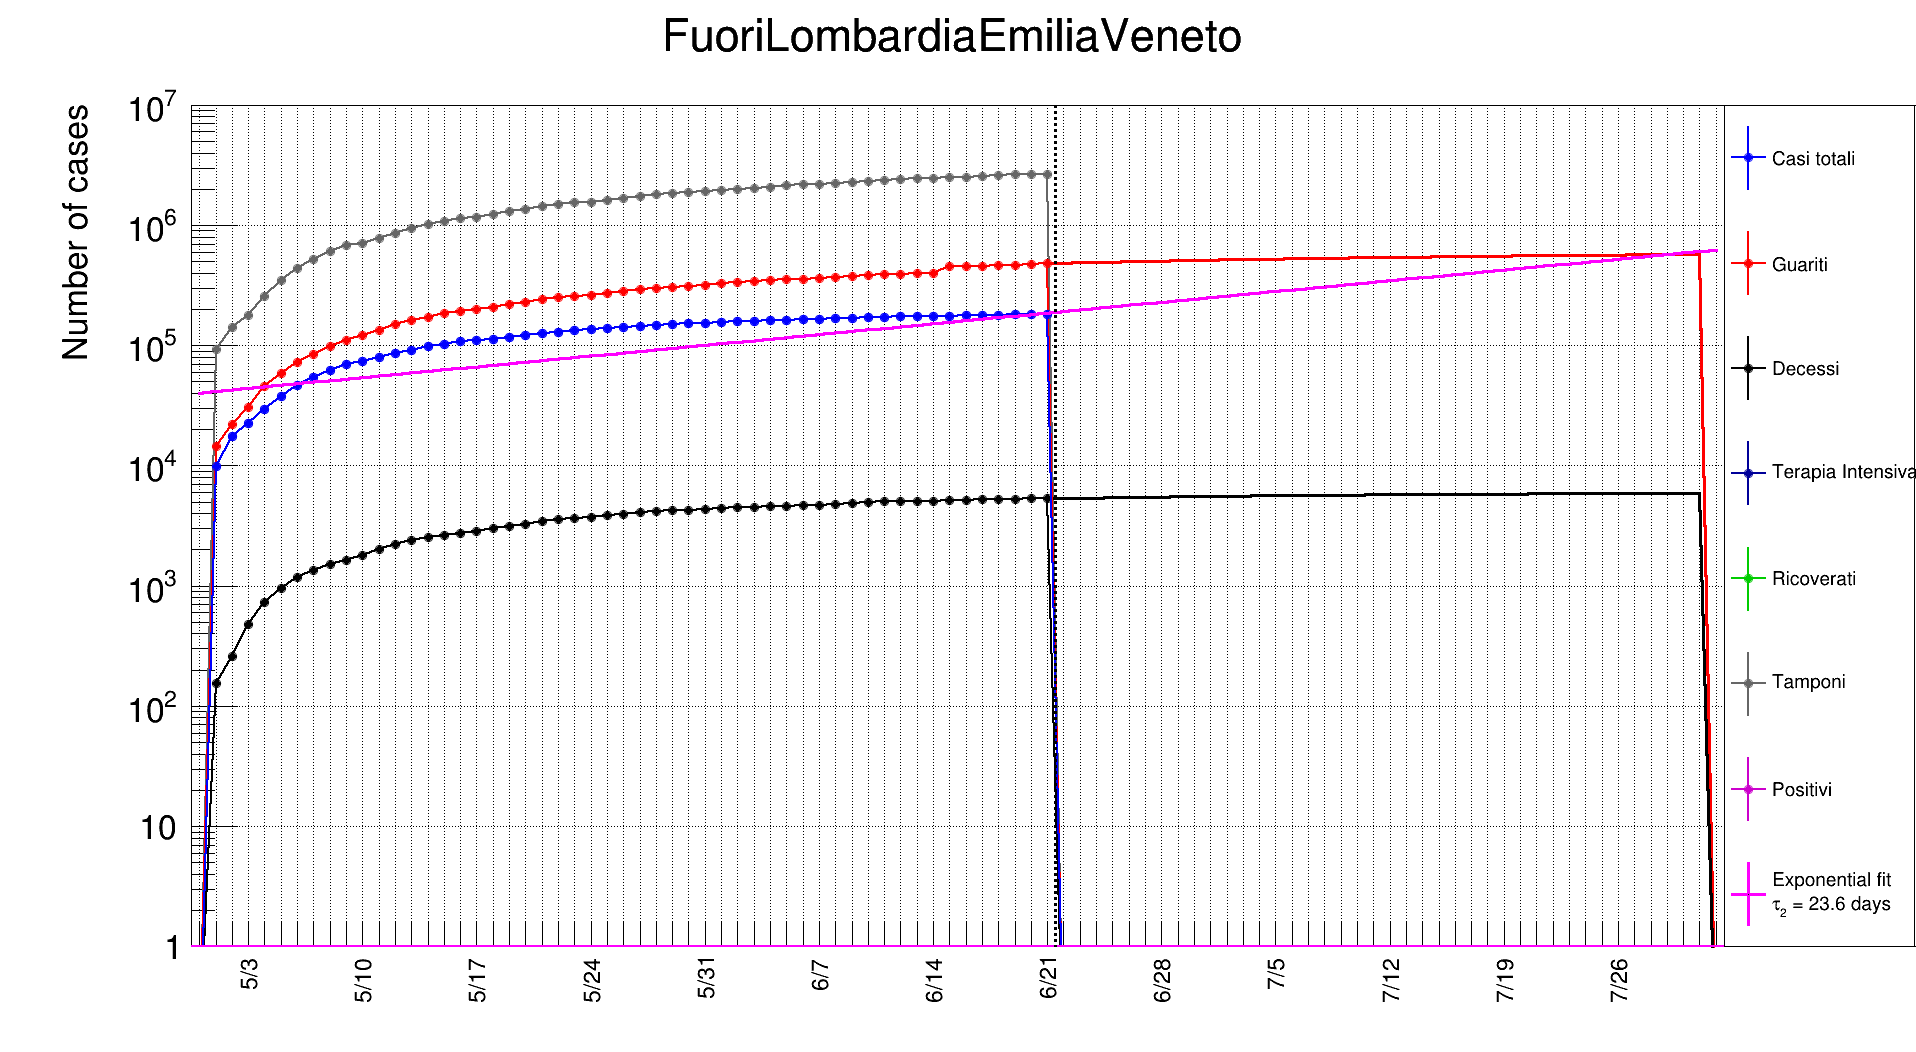 FuoriLombardiaEmiliaVeneto
Number of cases
10^7
10^6
10^5
10^4
10^3
10^2
10
1
5/3
5/10
5/17
5/24
5/31
6/7
6/14
6/21
6/28
7/5
7/12
7/19
7/26
Casi totali
Guariti
Decessi
Terapia Intensiva
Ricoverati
Tamponi
Positivi
Exponential fit
τ_2 = 23.6 days